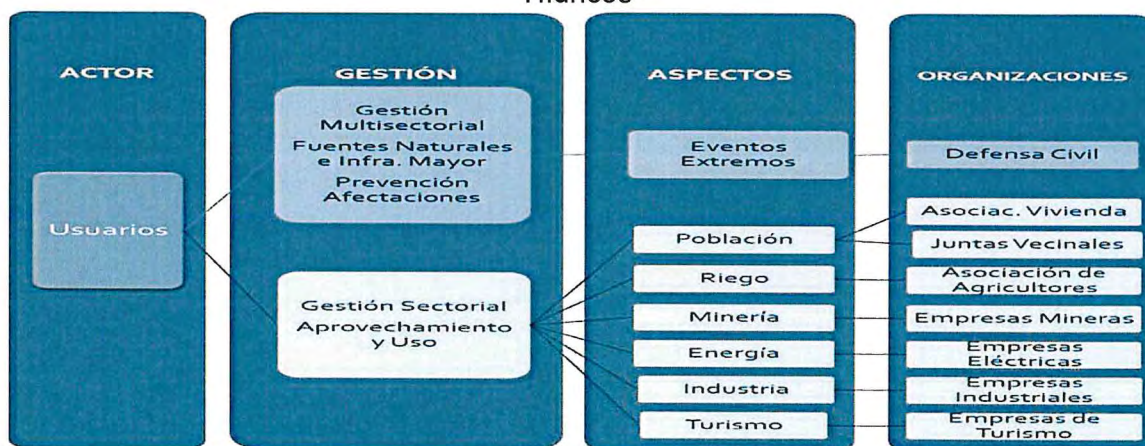 ACTOR
GESTIÓN
ASPECTOS
ORGANIZACIONES
Usuarios
Gestión
Multisectorial
Fuentes Naturales
e Infra. Mayor
Prevención
Afectaciones
Gestión Sectorial
Aprovechamiento
y Uso
Eventos
Extremos
Población
Riego
Minería
Energía
Industria
Turismo
Defensa Civil
Asociac. Vivienda
Juntas Vecinales
Asociación de
Agricultores
Empresas Mineras
Empresas
Eléctricas
Empresas
Industriales
Empresas de
Turismo